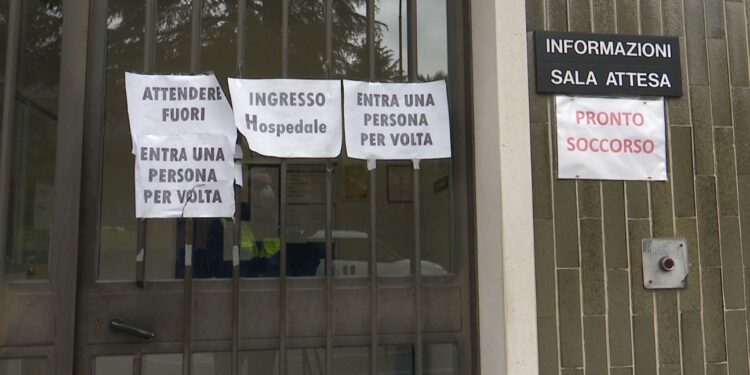 ATTENDERE
FUORI
ENTRA UNA
PERSONA
PER VOLTA
INGRESSO
Hospedale
ENTRA UNA
PERSONA
PER VOLTA
INFORMAZIONI
SALA ATTESA
PRONTO
SOCCORSO